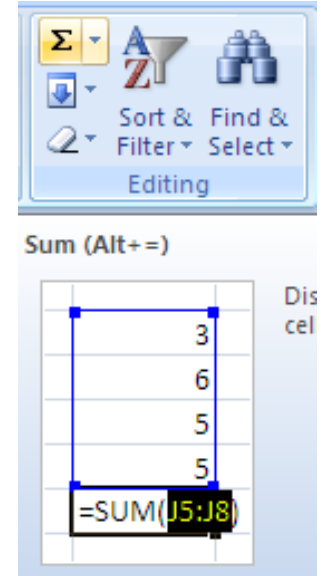 Σ
A
Z
Sort & Find &
Filter Select
Editing
Sum (Alt+=)
Dis
cel
3
6
5
5
=SUM(J5:J8)